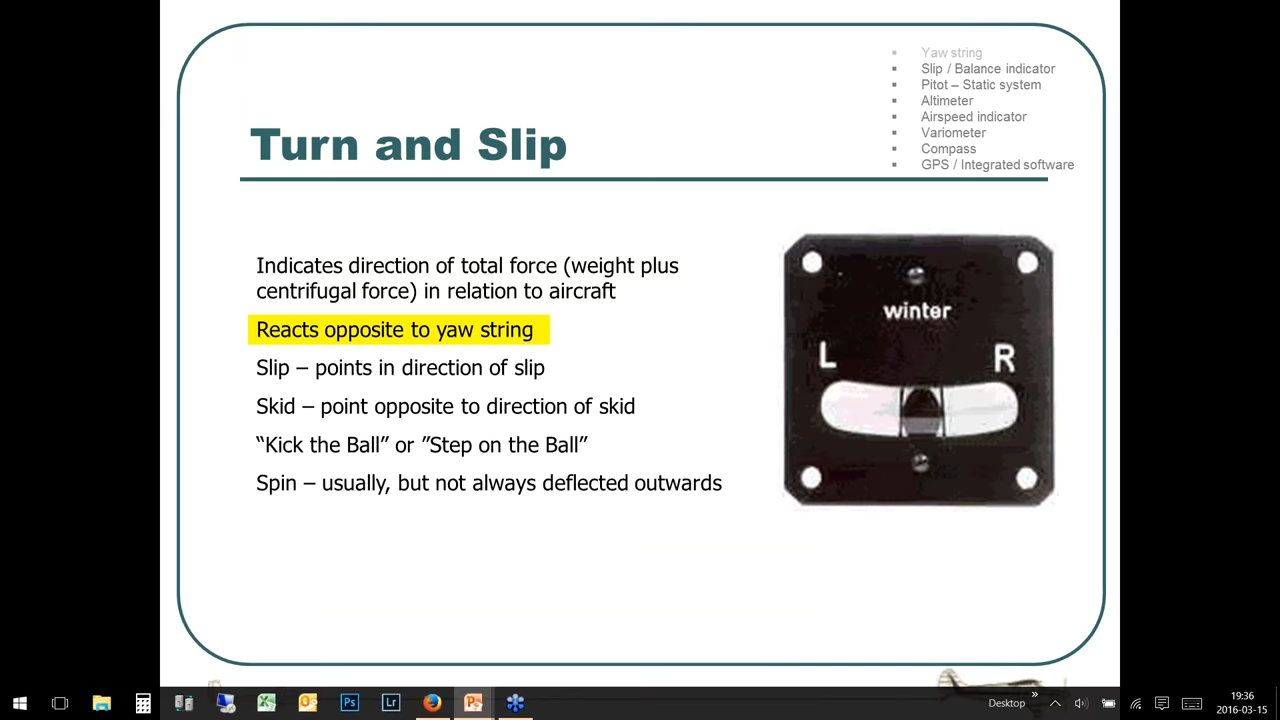 Yaw string
Slip / Balance indicator
Pitot – Static system
Altimeter
Airspeed indicator
Variometer
Compass
GPS / Integrated software
Turn and Slip
Indicates direction of total force (weight plus
centrifugal force) in relation to aircraft
Reacts opposite to yaw string
Slip – points in direction of slip
Skid – point opposite to direction of skid
“Kick the Ball” or ”Step on the Ball”
Spin – usually, but not always deflected outwards
winter
L R
Ps Lr
Desktop
19:36
2016-03-15